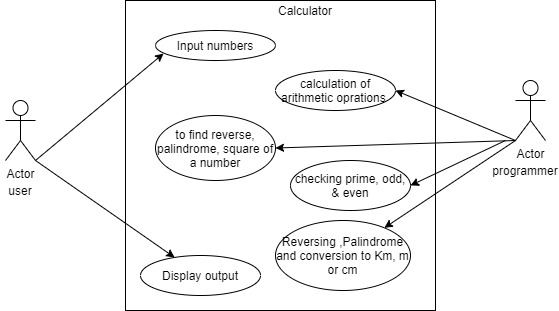 Calculator
Input numbers
calculation of
arithmetic oprations
to find reverse,
palindrome, square of
a number
checking prime, odd,
& even
Reversing ,Palindrome
and conversion to Km, m
or cm
Display output
Actor
user
Actor
programmer